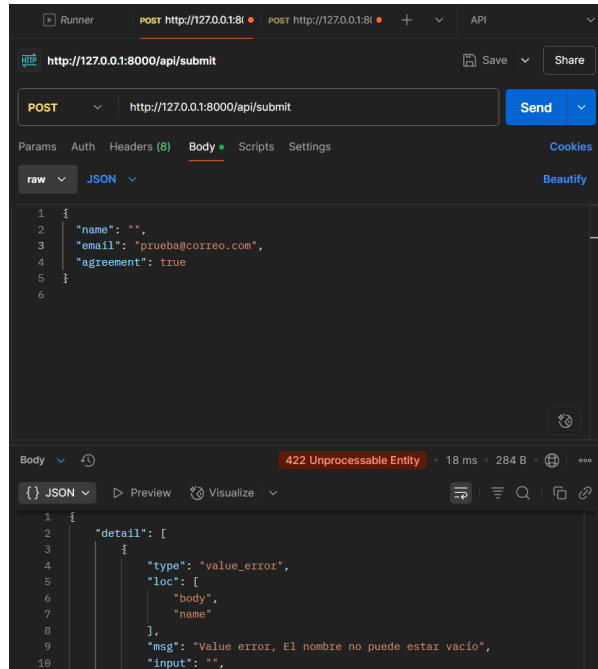 Runner POST http://127.0.0.1:8( POST http://127.0.0.1:8( API
HTTP http://127.0.0.1:8000/api/submit Save Share
POST http://127.0.0.1:8000/api/submit Send
Params Auth Headers (8) Body Scripts Settings Cookies
raw JSON Beautify
1 {
2 "name": "",
3 "email": "prueba@correo.com",
4 "agreement": true
5 }
6
Body 422 Unprocessable Entity 18 ms 284 B
{} JSON Preview Visualize
1 {
2 "detail": [
3 {
4 "type": "value_error",
5 "loc": [
6 "body",
7 "name"
8 ],
9 "msg": "Value error, El nombre no puede estar vacío",
10 "input": "",